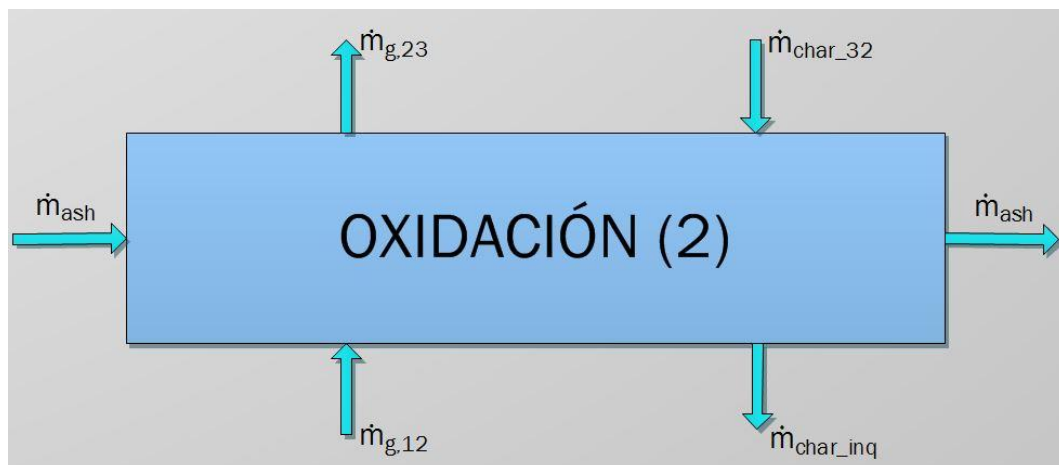 ṁg,23
ṁchar_32
ṁash
OXIDACIÓN (2)
ṁash
ṁg,12
ṁchar_inq